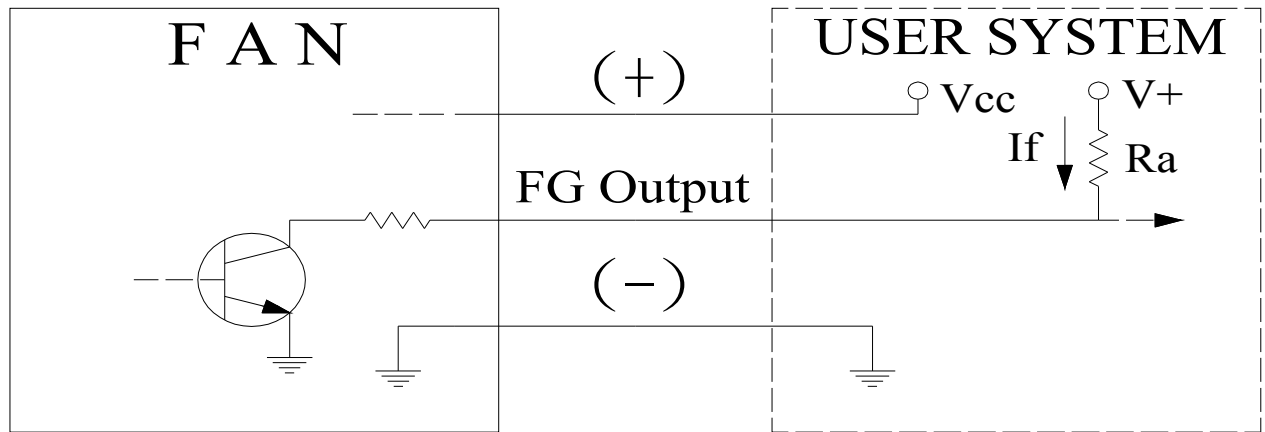 F A N
USER SYSTEM
(+)
Vcc
V+
If
Ra
FG Output
(-)